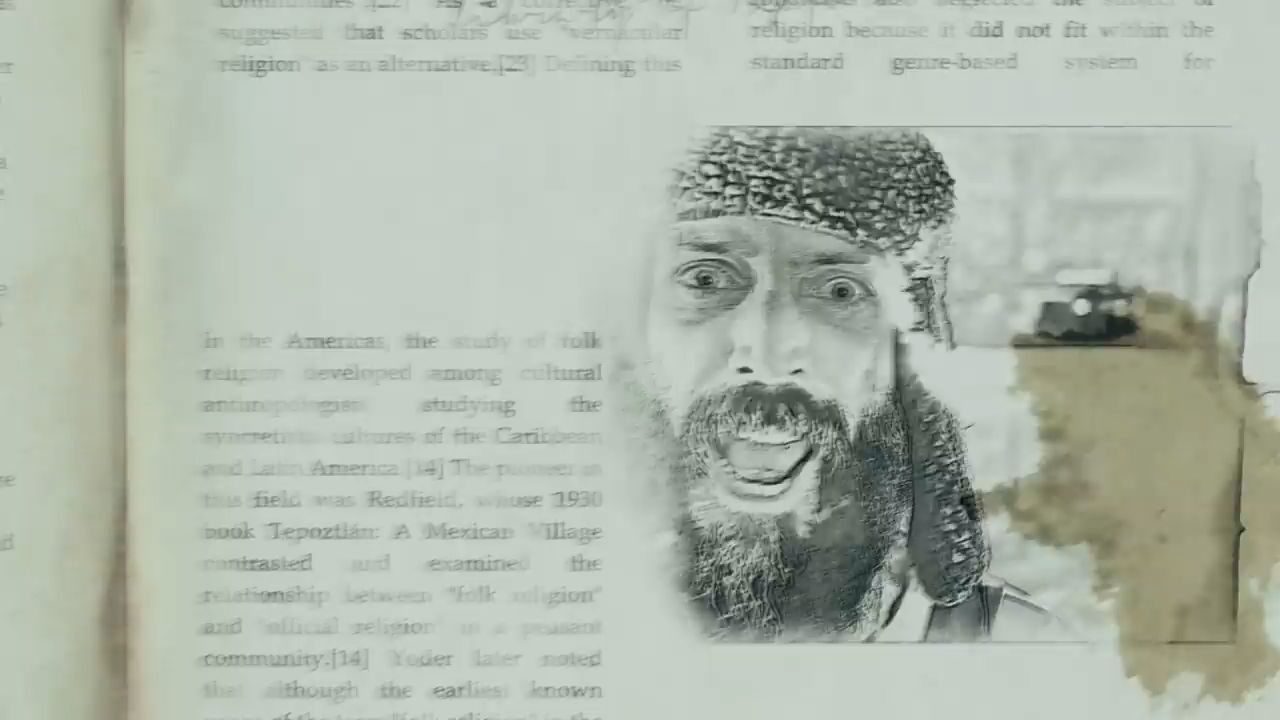 suggested that scholars use "vernacular
religion" as an alternative.[23] Defining this
religion because it did not fit within the
standard genre-based system for
In the Americas, the study of folk
religion developed among cultural
anthropologists studying the
syncretistic cultures of the Caribbean
and Latin America.[14] The pioneer in
this field was Redfield, whose 1930
book Tepoztlán: A Mexican Village
contrasted and examined the
relationship between "folk religion"
and "official religion" in a peasant
community.[14] Yoder later noted
that although the earliest known